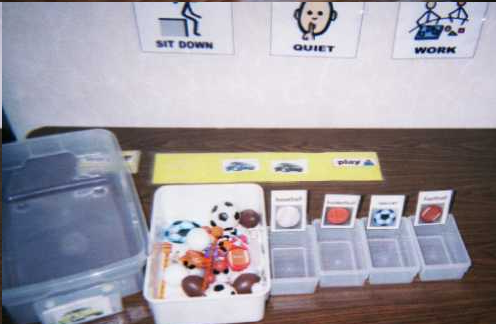 SIT DOWN
QUIET
WORK
play
baseball
basketball
soccer
football